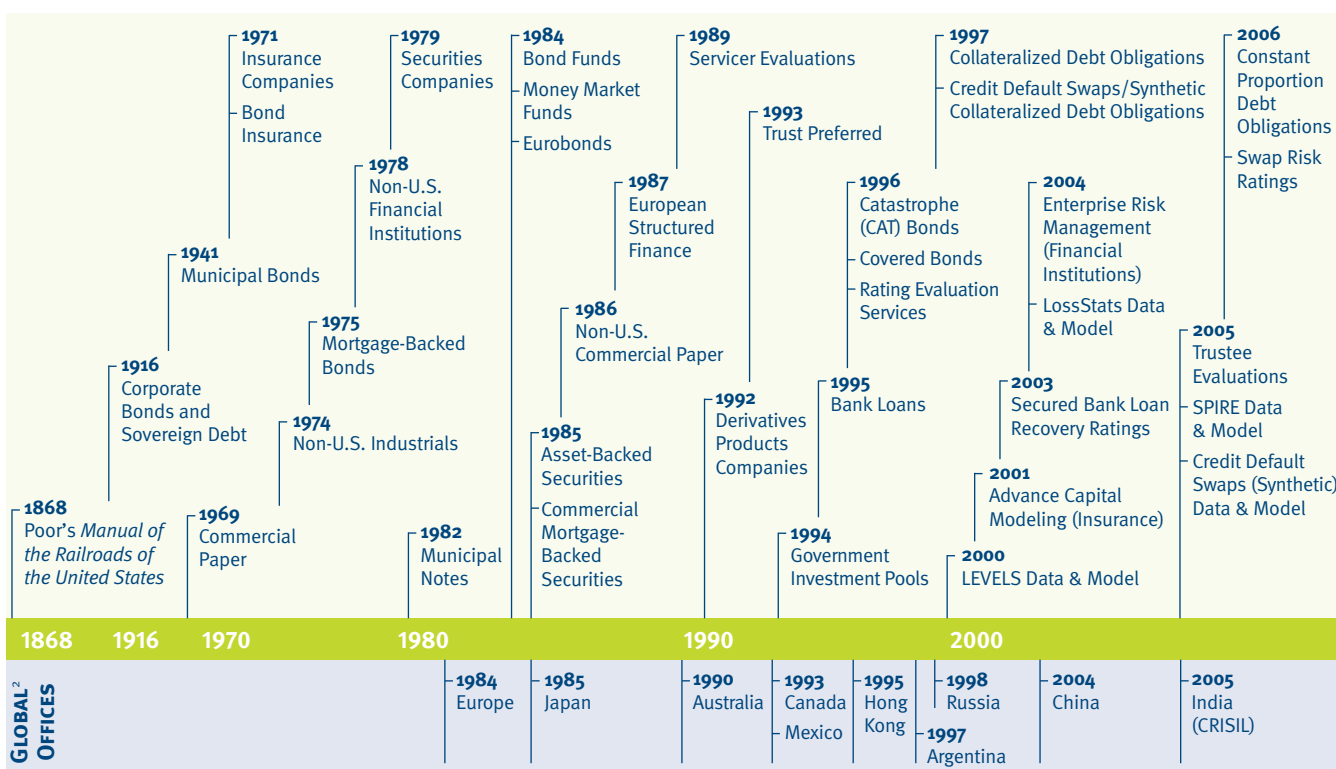 1868
Poor's Manual of
the Railroads of
the United States
1916
Corporate
Bonds and
Sovereign Debt
1941
Municipal Bonds
1971
Insurance
Companies
Bond
Insurance
1969
Commercial
Paper
1974
Non-U.S. Industrials
1975
Mortgage-Backed
Bonds
1978
Non-U.S.
Financial
Institutions
1979
Securities
Companies
1982
Municipal
Notes
1984
Bond Funds
Money Market
Funds
Eurobonds
1985
Asset-Backed
Securities
Commercial
Mortgage-
Backed
Securities
1986
Non-U.S.
Commercial Paper
1987
European
Structured
Finance
1989
Servicer Evaluations
1992
Derivatives
Products
Companies
1993
Trust Preferred
1994
Government
Investment Pools
1995
Bank Loans
1996
Catastrophe
(CAT) Bonds
Covered Bonds
Rating Evaluation
Services
1997
Collateralized Debt Obligations
Credit Default Swaps/Synthetic
Collateralized Debt Obligations
2000
LEVELS Data & Model
2001
Advance Capital
Modeling (Insurance)
2003
Secured Bank Loan
Recovery Ratings
2004
Enterprise Risk
Management
(Financial
Institutions)
LossStats Data
& Model
2005
Trustee
Evaluations
SPIRE Data
& Model
Credit Default
Swaps (Synthetic)
Data & Model
2006
Constant
Proportion
Debt
Obligations
Swap Risk
Ratings
1868 1916 1970 1980 1990 2000
GLOBAL²
OFFICES
1984
Europe
1985
Japan
1990
Australia
1993
Canada
Mexico
1995
Hong
Kong
1997
Argentina
1998
Russia
2004
China
2005
India
(CRISIL)